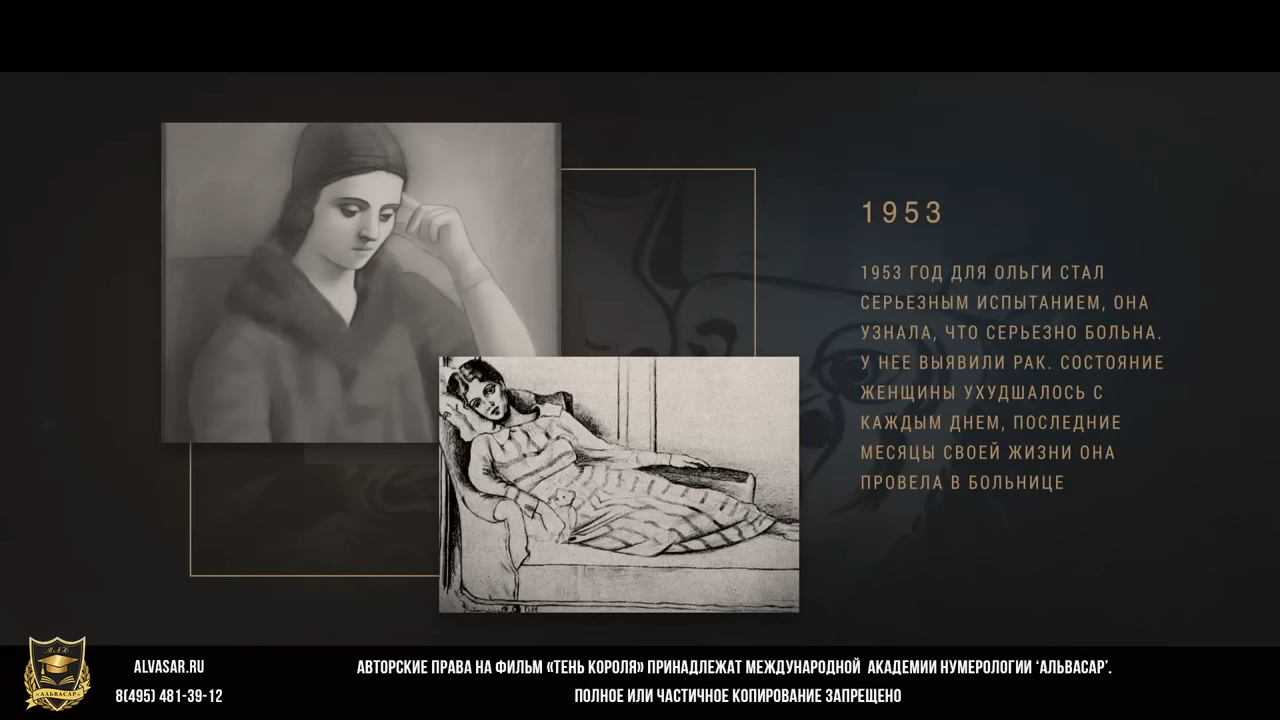 1953
1953 ГОД ДЛЯ ОЛЬГИ СТАЛ
СЕРЬЕЗНЫМ ИСПЫТАНИЕМ, ОНА
УЗНАЛА, ЧТО СЕРЬЕЗНО БОЛЬНА.
У НЕЕ ВЫЯВИЛИ РАК. СОСТОЯНИЕ
ЖЕНЩИНЫ УХУДШАЛОСЬ С
КАЖДЫМ ДНЕМ, ПОСЛЕДНИЕ
МЕСЯЦЫ СВОЕЙ ЖИЗНИ ОНА
ПРОВЕЛА В БОЛЬНИЦЕ
МАН
АЛЬВАСАР
ALVASAR.RU
8(495) 481-39-12
АВТОРСКИЕ ПРАВА НА ФИЛЬМ «ТЕНЬ КОРОЛЯ» ПРИНАДЛЕЖАТ МЕЖДУНАРОДНОЙ АКАДЕМИИ НУМЕРОЛОГИИ ‘АЛЬВАСАР’.
ПОЛНОЕ ИЛИ ЧАСТИЧНОЕ КОПИРОВАНИЕ ЗАПРЕЩЕНО